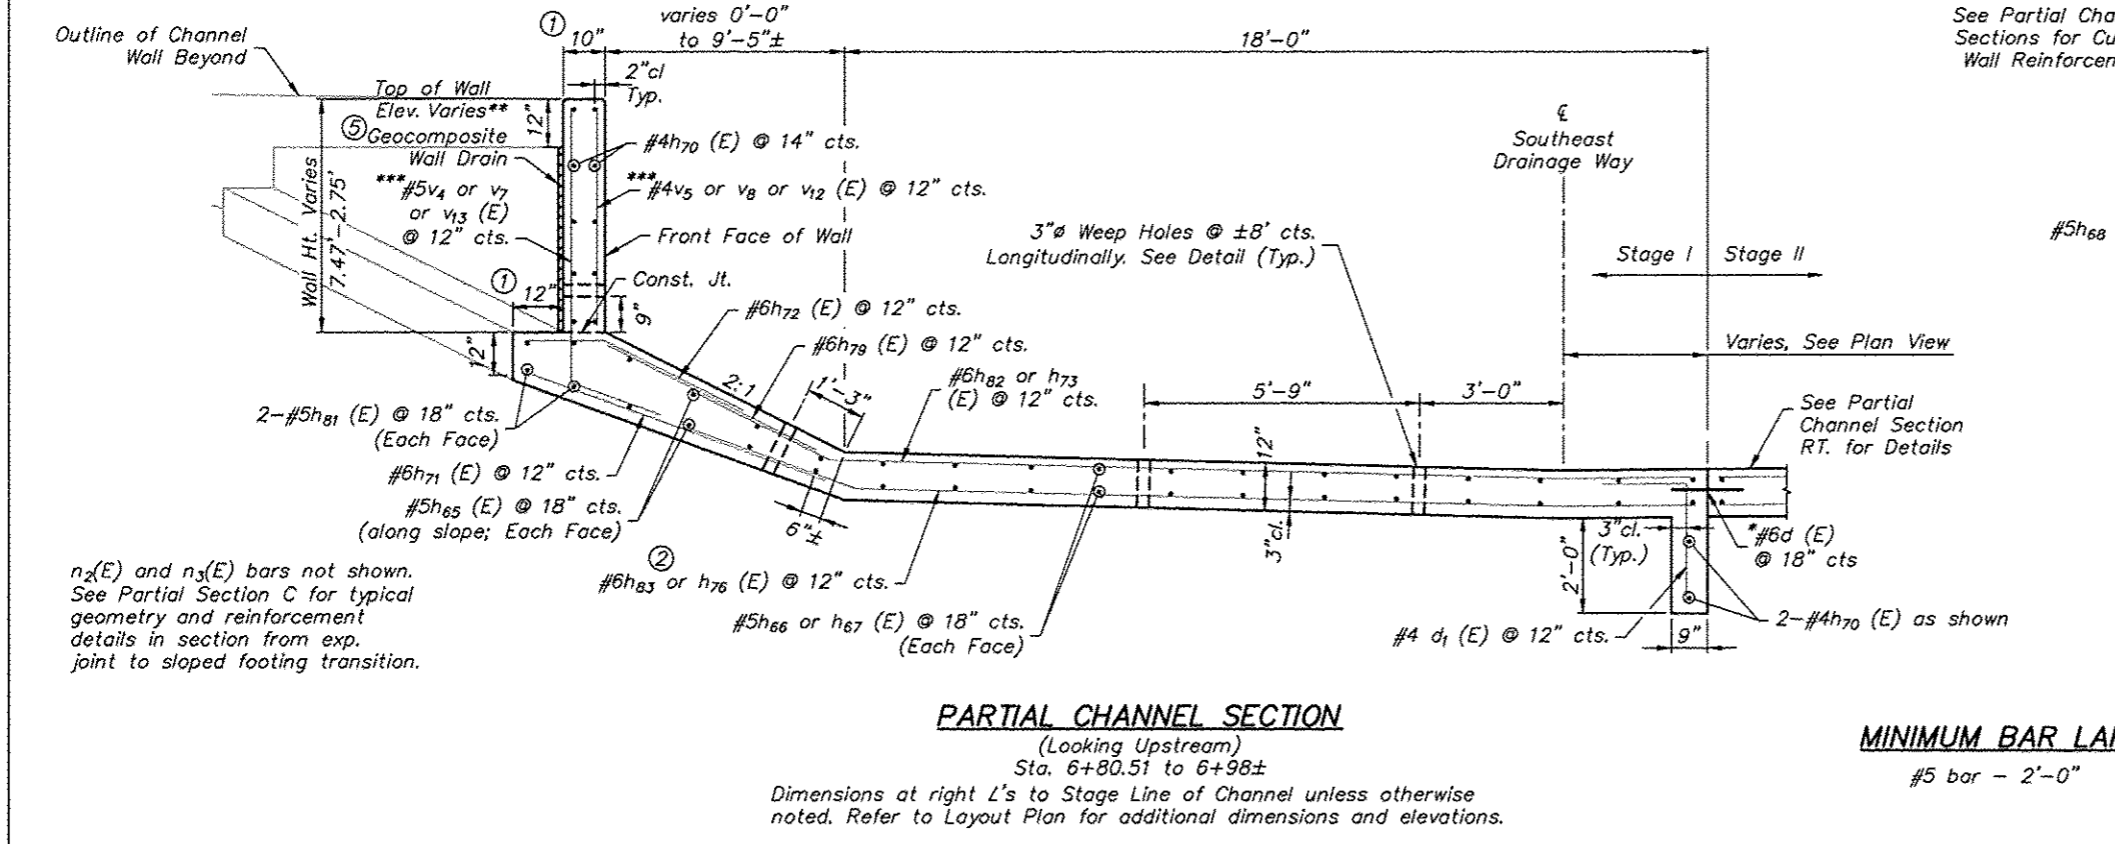 Outline of Channel
Wall Beyond
①
10"
varies 0'-0"
to 9'-5"±
18'-0"
See Partial Cha
Sections for Cu
Wall Reinforcen
2"cl
Typ.
Top of Wall
Elev. Varies**
12"
⑤ Geocomposite
Wall Drain
#4h70 (E) @ 14" cts.
℄
Southeast
Drainage Way
***#5v4 or v7
or v13 (E)
@ 12" cts.
***#4v5 or v8 or v12 (E) @ 12" cts.
Wall Ht. Varies
7.47'-2.75'
Front Face of Wall
3"ø Weep Holes @ ±8' cts.
Longitudinally. See Detail (Typ.)
#5h68
Stage I
Stage II
① 12"
Const. Jt.
9"
#6h72 (E) @ 12" cts.
#6h79 (E) @ 12" cts.
12"
2:1
1'-3"
#6h82 or h73
(E) @ 12" cts.
Varies, See Plan View
5'-9"
3'-0"
See Partial
Channel Section
RT. for Details
2-#5h81 (E) @ 18" cts.
(Each Face)
#6h71 (E) @ 12" cts.
#5h65 (E) @ 18" cts.
(along slope; Each Face)
6"±
12"
3"cl.
3"cl.
(Typ.)
2'-0"
*#6d (E)
@ 18" cts
②
#6h83 or h76 (E) @ 12" cts.
#5h66 or h67 (E) @ 18" cts.
(Each Face)
#4 d1 (E) @ 12" cts.
9"
2-#4h70 (E) as shown
n2(E) and n3(E) bars not shown.
See Partial Section C for typical
geometry and reinforcement
details in section from exp.
joint to sloped footing transition.
PARTIAL CHANNEL SECTION
(Looking Upstream)
Sta. 6+80.51 to 6+98±
Dimensions at right ∠'s to Stage Line of Channel unless otherwise
noted. Refer to Layout Plan for additional dimensions and elevations.
MINIMUM BAR LA
#5 bar - 2'-0"